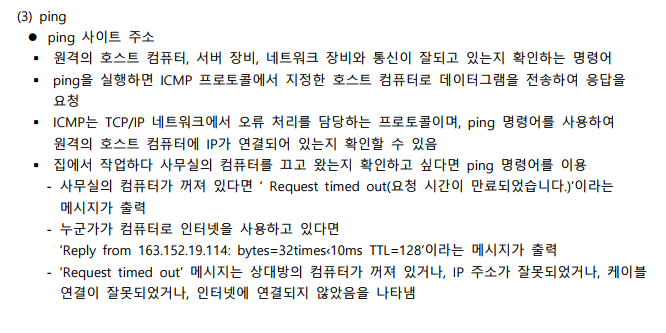 (3) ping
● ping 사이트 주소
▪ 원격의 호스트 컴퓨터, 서버 장비, 네트워크 장비와 통신이 잘되고 있는지 확인하는 명령어
▪ ping을 실행하면 ICMP 프로토콜에서 지정한 호스트 컴퓨터로 데이터그램을 전송하여 응답을
요청
▪ ICMP는 TCP/IP 네트워크에서 오류 처리를 담당하는 프로토콜이며, ping 명령어를 사용하여
원격의 호스트 컴퓨터에 IP가 연결되어 있는지 확인할 수 있음
▪ 집에서 작업하다 사무실의 컴퓨터를 끄고 왔는지 확인하고 싶다면 ping 명령어를 이용
- 사무실의 컴퓨터가 꺼져 있다면 ‘ Request timed out(요청 시간이 만료되었습니다.)’이라는
메시지가 출력
- 누군가가 컴퓨터로 인터넷을 사용하고 있다면
‘Reply from 163.152.19.114: bytes=32times<10ms TTL=128’이라는 메시지가 출력
- ‘Request timed out’ 메시지는 상대방의 컴퓨터가 꺼져 있거나, IP 주소가 잘못되었거나, 케이블
연결이 잘못되었거나, 인터넷에 연결되지 않았음을 나타냄